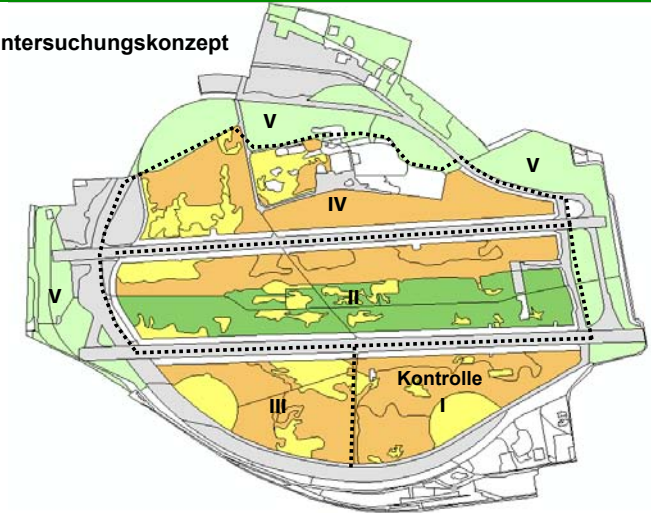 ntersuchungskonzept
V
V
IV
V
II
Kontrolle
III
I